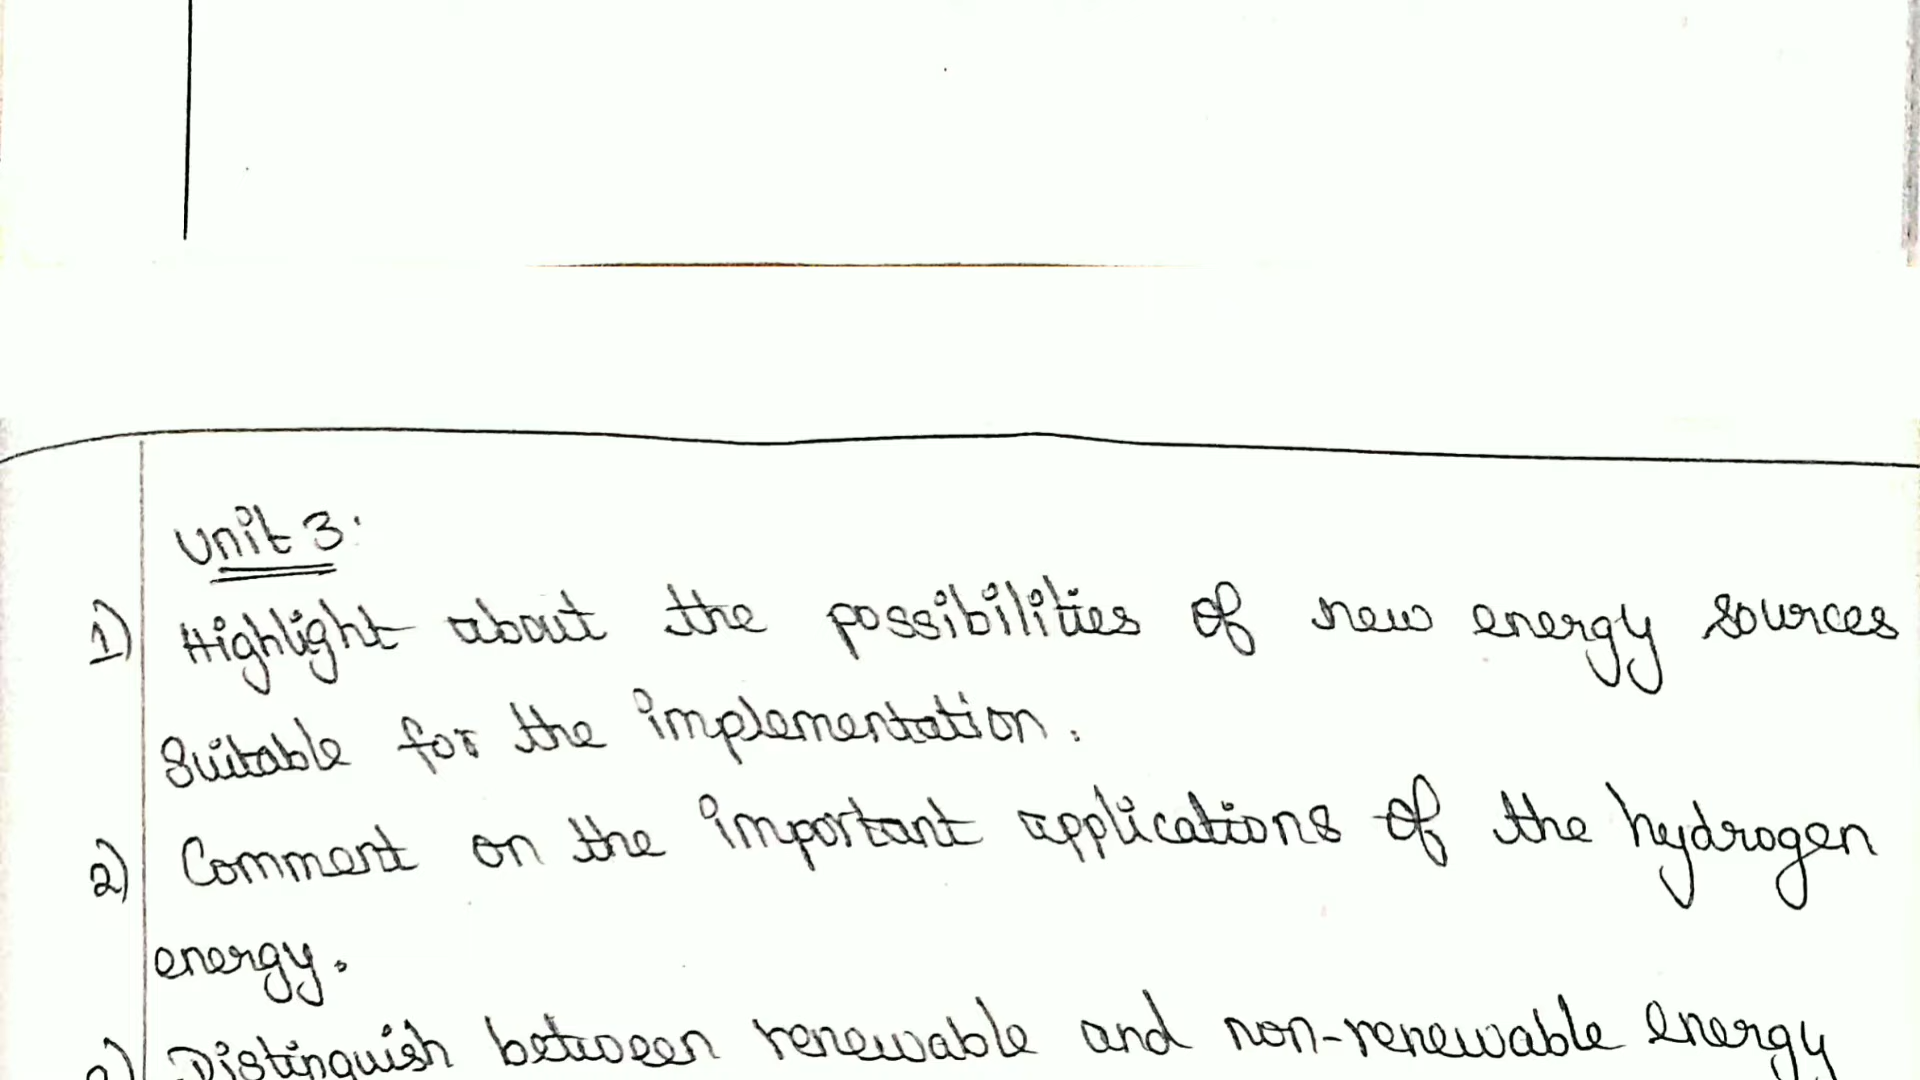 Unit 3.
1) Highlight about the possibilities of new energy sources
Suitable for the implementation.
2) Comment on the important applications of the hydrogen
energy.
Distinguish between renewable and non-renewable energy